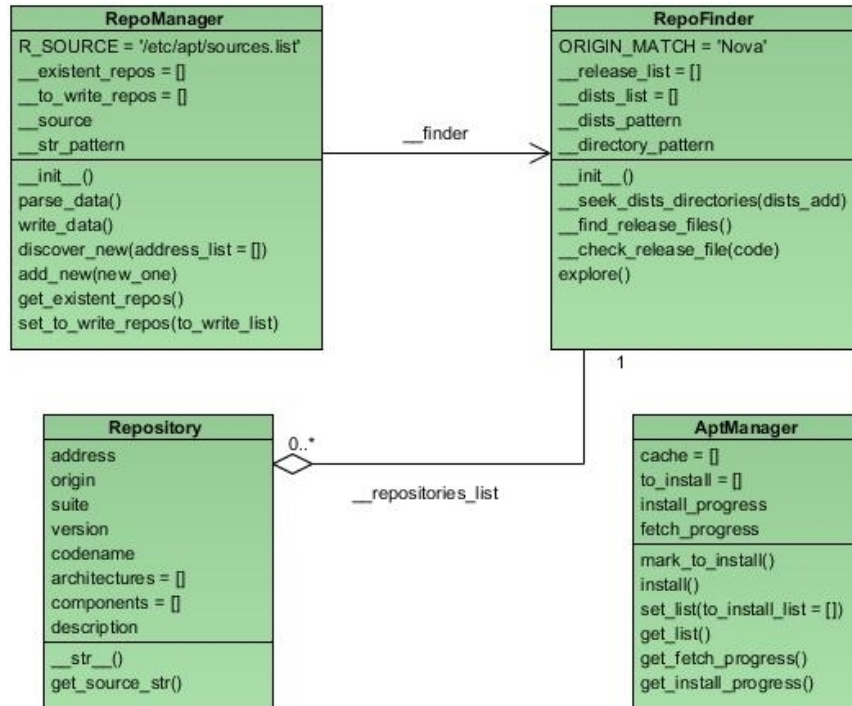 RepoManager
R_SOURCE = '/etc/apt/sources.list'
__existent_repos = []
__to_write_repos = []
__source
__str_pattern
__init__()
parse_data()
write_data()
discover_new(address_list = [])
add_new(new_one)
get_existent_repos()
set_to_write_repos(to_write_list)
__finder
RepoFinder
ORIGIN_MATCH = 'Nova'
__release_list = []
__dists_list = []
__dists_pattern
__directory_pattern
__init__()
__seek_dists_directories(dists_add)
__find_release_files()
__check_release_file(code)
explore()
1
0..*
__repositories_list
Repository
address
origin
suite
version
codename
architectures = []
components = []
description
__str__()
get_source_str()
AptManager
cache = []
to_install = []
install_progress
fetch_progress
mark_to_install()
install()
set_list(to_install_list = [])
get_list()
get_fetch_progress()
get_install_progress()